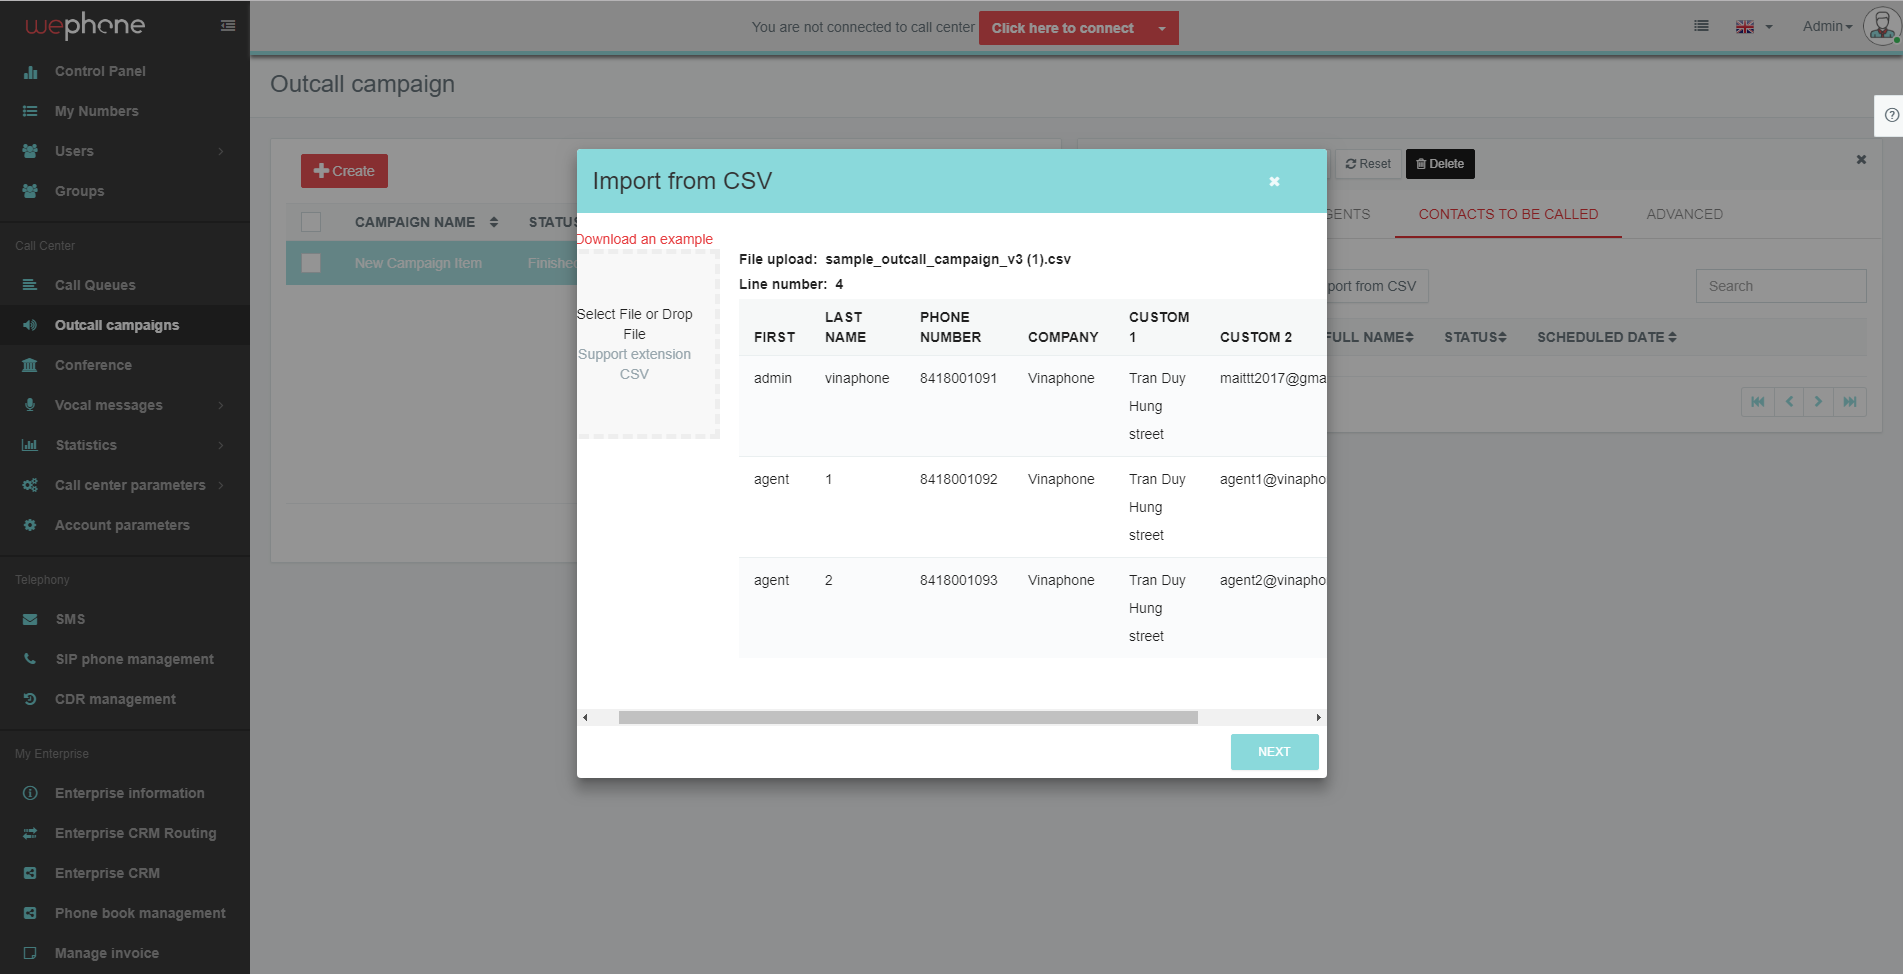 wephone
You are not connected to call center
Click here to connect
Admin
Control Panel
My Numbers
Users
Groups
Call Center
Call Queues
Outcall campaigns
Conference
Vocal messages
Statistics
Call center parameters
Account parameters
Telephony
SMS
SIP phone management
CDR management
My Enterprise
Enterprise information
Enterprise CRM Routing
Enterprise CRM
Phone book management
Manage invoice
Outcall campaign
Create
CAMPAIGN NAME STATUS
New Campaign Item Finished
Reset Delete
GENTS CONTACTS TO BE CALLED ADVANCED
port from CSV Search
FULL NAME STATUS SCHEDULED DATE
Import from CSV
Download an example
Select File or Drop
File
Support extension
CSV
File upload: sample_outcall_campaign_v3 (1).csv
Line number: 4
FIRST LAST NAME PHONE NUMBER COMPANY CUSTOM 1 CUSTOM 2
admin vinaphone 8418001091 Vinaphone Tran Duy Hung street maittt2017@gma
agent 1 8418001092 Vinaphone Tran Duy Hung street agent1@vinapho
agent 2 8418001093 Vinaphone Tran Duy Hung street agent2@vinapho
NEXT